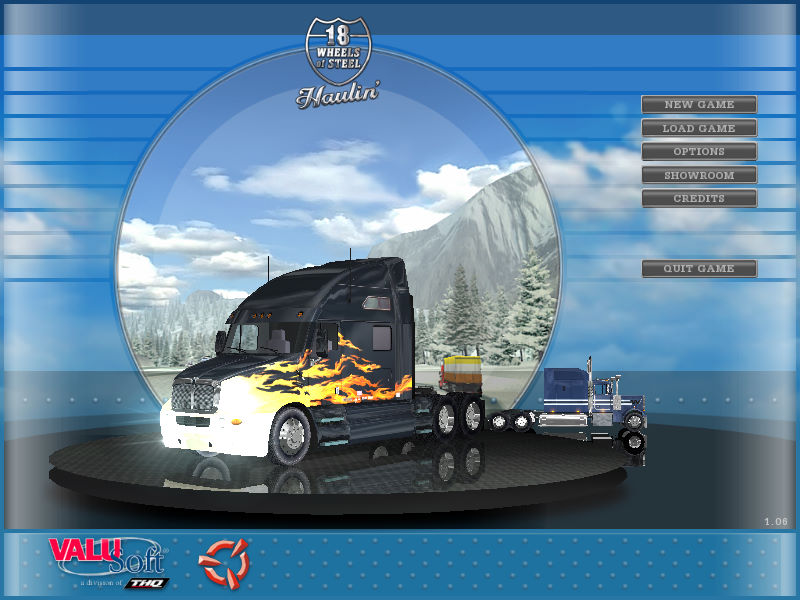 18
WHEELS
of STEEL
Haulin'
NEW GAME
LOAD GAME
OPTIONS
SHOWROOM
CREDITS
QUIT GAME
1.06
VALUSoft
a division of THQ